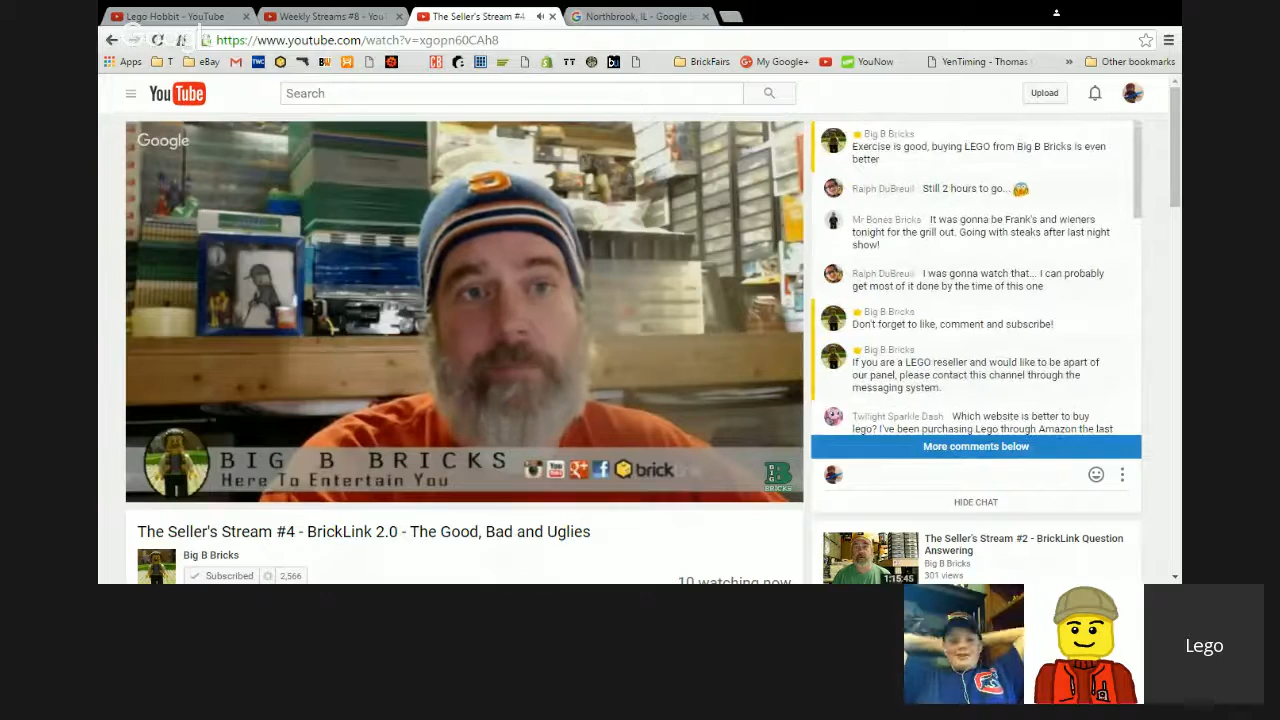 Lego Hobbit - YouTube
Weekly Streams #8 - You
The Seller's Stream #4
Northbrook, IL - Google S
https://www.youtube.com/watch?v=xgopn60CAh8
Apps
T
eBay
BrickFairs
My Google+
YouNow
YenTiming - Thomas
»
Other bookmarks
YouTube
Search
Upload
Google
Big B Bricks
Exercise is good, buying LEGO from Big B Bricks is even
better
Ralph DuBreuil Still 2 hours to go...
Mr Bones Bricks It was gonna be Frank's and wieners
tonight for the grill out. Going with steaks after last night
show!
Ralph DuBreuil I was gonna watch that... I can probably
get most of it done by the time of this one
Big B Bricks
Don't forget to like, comment and subscribe!
Big B Bricks
If you are a LEGO reseller and would like to be apart of
our panel, please contact this channel through the
messaging system.
Twilight Sparkle Dash Which website is better to buy
lego? I've been purchasing Lego through Amazon the last
More comments below
HIDE CHAT
BIG B BRICKS
Here To Entertain You
brick
B
BRICKS
The Seller's Stream #4 - BrickLink 2.0 - The Good, Bad and Uglies
Big B Bricks
Subscribed 2,566
10 watching now
The Seller's Stream #2 - BrickLink Question
Answering
Big B Bricks
301 views
1:15:45
Lego